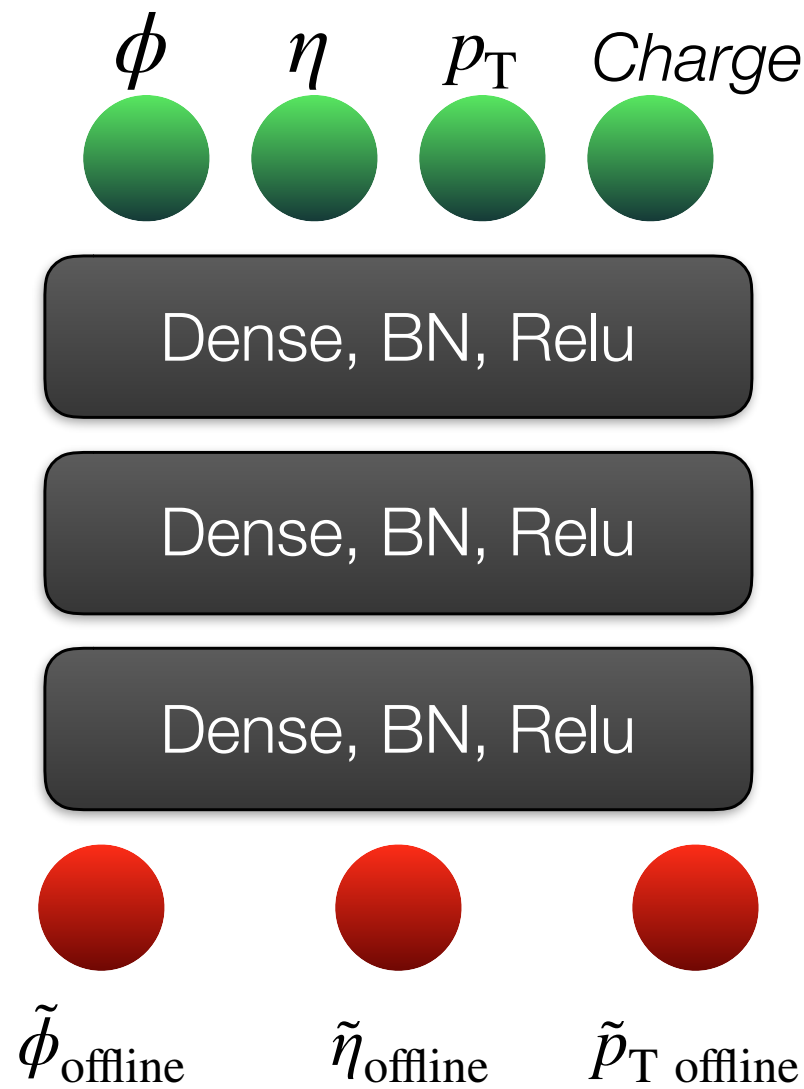 ϕ η p_T Charge
Dense, BN, Relu
Dense, BN, Relu
Dense, BN, Relu
ϕ̃_offline η̃_offline p̃_T offline